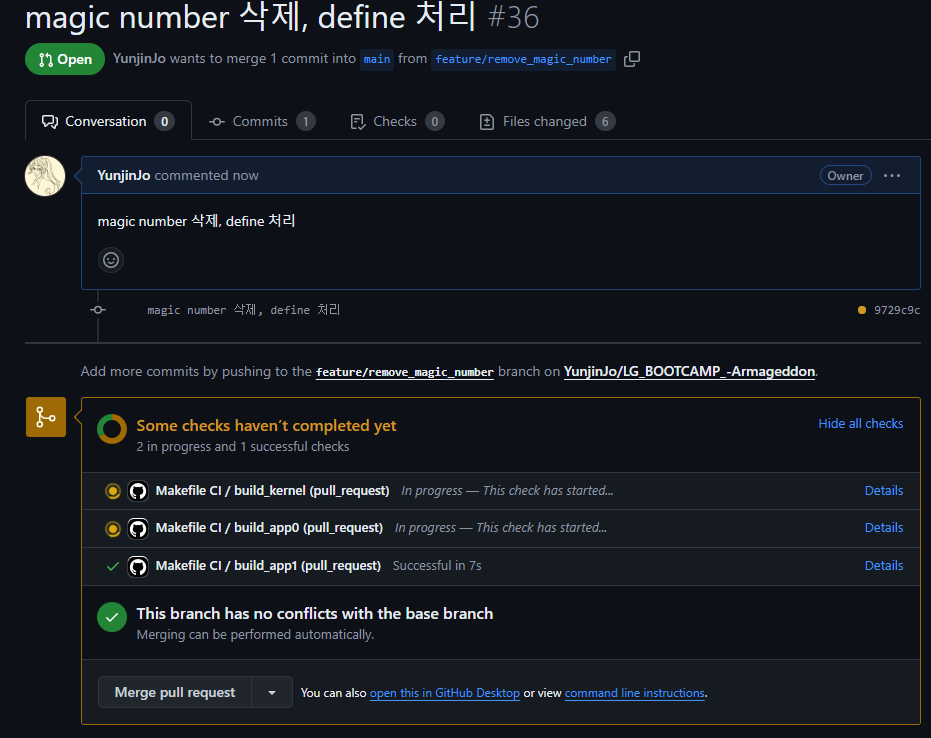 magic number 삭제, define 처리 #36
Open YunjinJo wants to merge 1 commit into main from feature/remove_magic_number
Conversation 0 Commits 1 Checks 0 Files changed 6
YunjinJo commented now Owner
magic number 삭제, define 처리
magic number 삭제, define 처리 9729c9c
Add more commits by pushing to the feature/remove_magic_number branch on YunjinJo/LG_BOOTCAMP_-Armageddon.
Some checks haven't completed yet Hide all checks
2 in progress and 1 successful checks
Makefile CI / build_kernel (pull_request) In progress — This check has started... Details
Makefile CI / build_app0 (pull_request) In progress — This check has started... Details
Makefile CI / build_app1 (pull_request) Successful in 7s Details
This branch has no conflicts with the base branch
Merging can be performed automatically.
Merge pull request You can also open this in GitHub Desktop or view command line instructions.